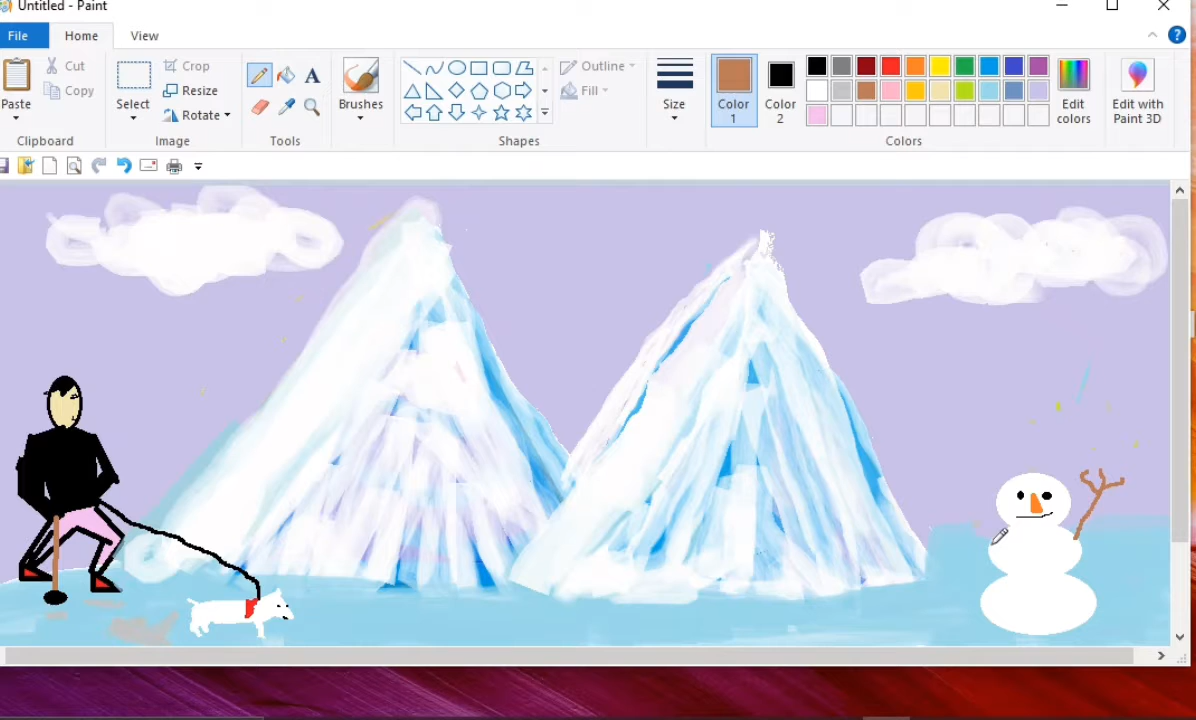 Untitled - Paint
File
Home
View
Paste
Cut
Copy
Clipboard
Select
Crop
Resize
Rotate
Image
A
Tools
Brushes
Shapes
Outline
Fill
Size
Color 1
Color 2
Colors
Edit colors
Edit with Paint 3D
?